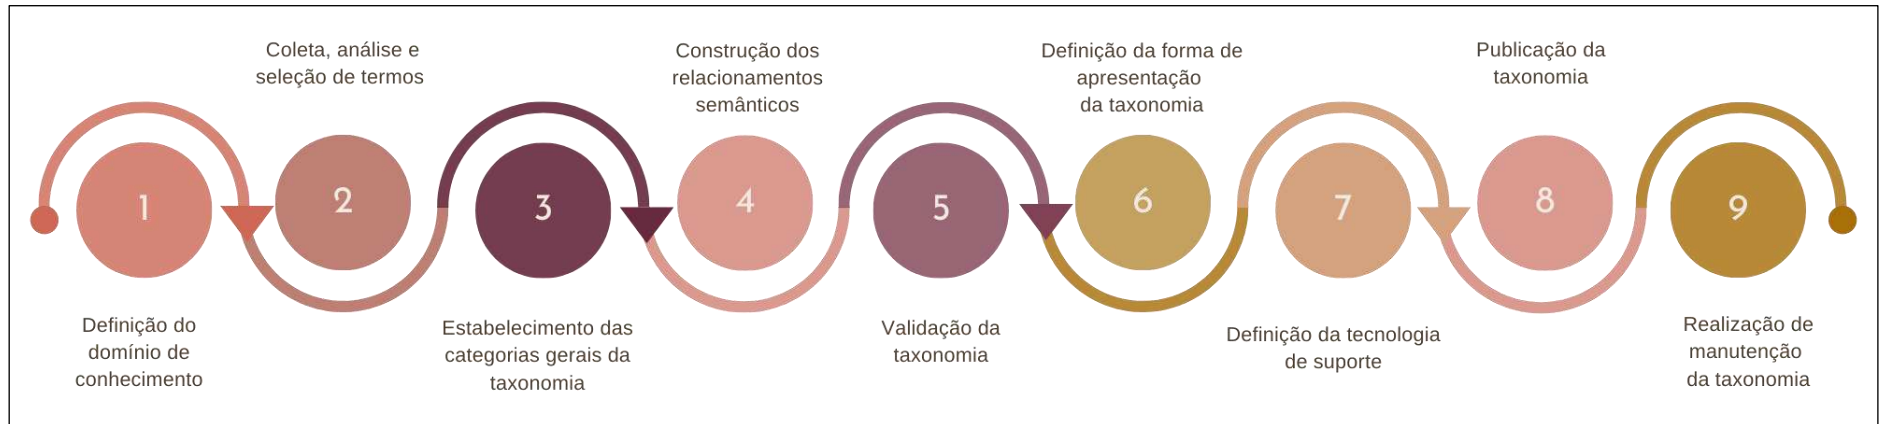 1
Definição do
domínio de
conhecimento
Coleta, análise e
seleção de termos
2
3
Estabelecimento das
categorias gerais da
taxonomia
Construção dos
relacionamentos
semânticos
4
5
Validação da
taxonomia
Definição da forma de
apresentação
da taxonomia
6
7
Definição da tecnologia
de suporte
Publicação da
taxonomia
8
9
Realização de
manutenção
da taxonomia